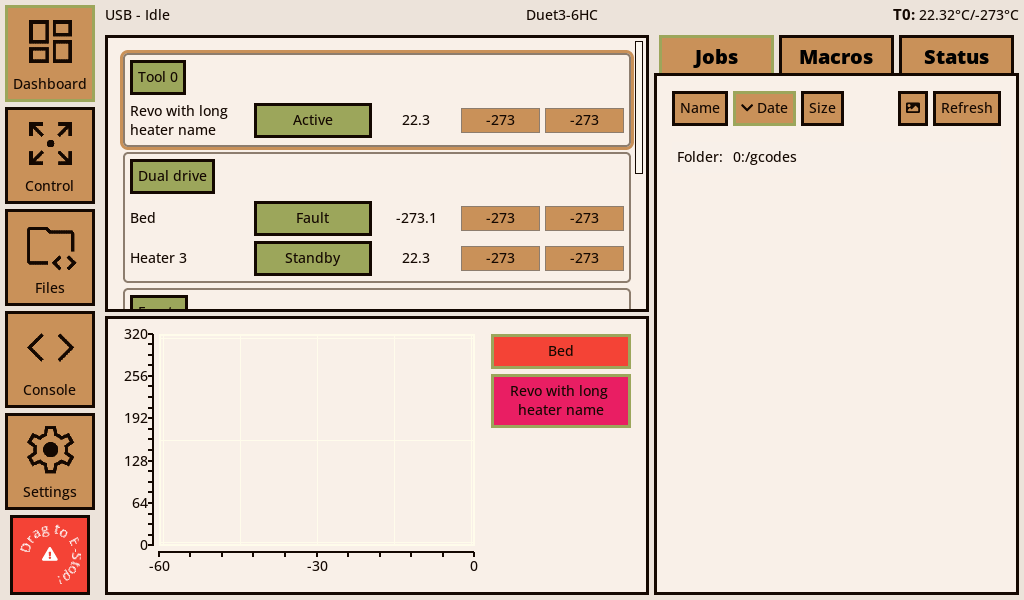 USB - Idle
Duet3-6HC
T0: 22.32°C/-273°C
Dashboard
Control
Files
Console
Settings
Drag to E-Stop!
Tool 0
Revo with long
heater name
Active
22.3
-273
-273
Dual drive
Bed
Fault
-273.1
-273
-273
Heater 3
Standby
22.3
-273
-273
320
256
192
128
64
0
-60
-30
0
Bed
Revo with long
heater name
Jobs
Macros
Status
Name
Date
Size
Refresh
Folder: 0:/gcodes